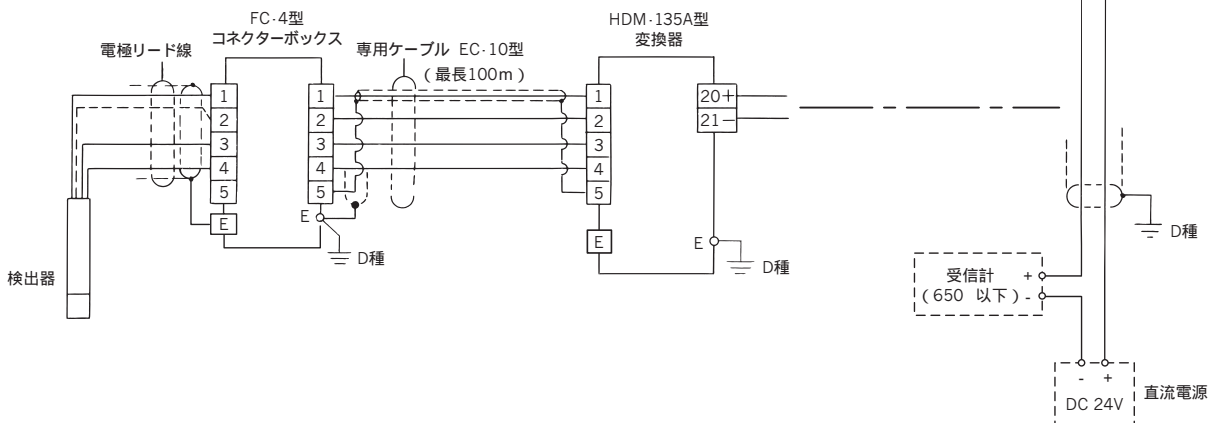 FC-4型
コネクターボックス
電極リード線
専用ケーブル EC-10型
(最長100m)
HDM-135A型
変換器
1
2
3
4
5
E
1
2
3
4
5
E
D種
1
2
3
4
5
E
20+
21−
E
D種
検出器
D種
受信計 +
(650 以下) -
- +
DC 24V
直流電源